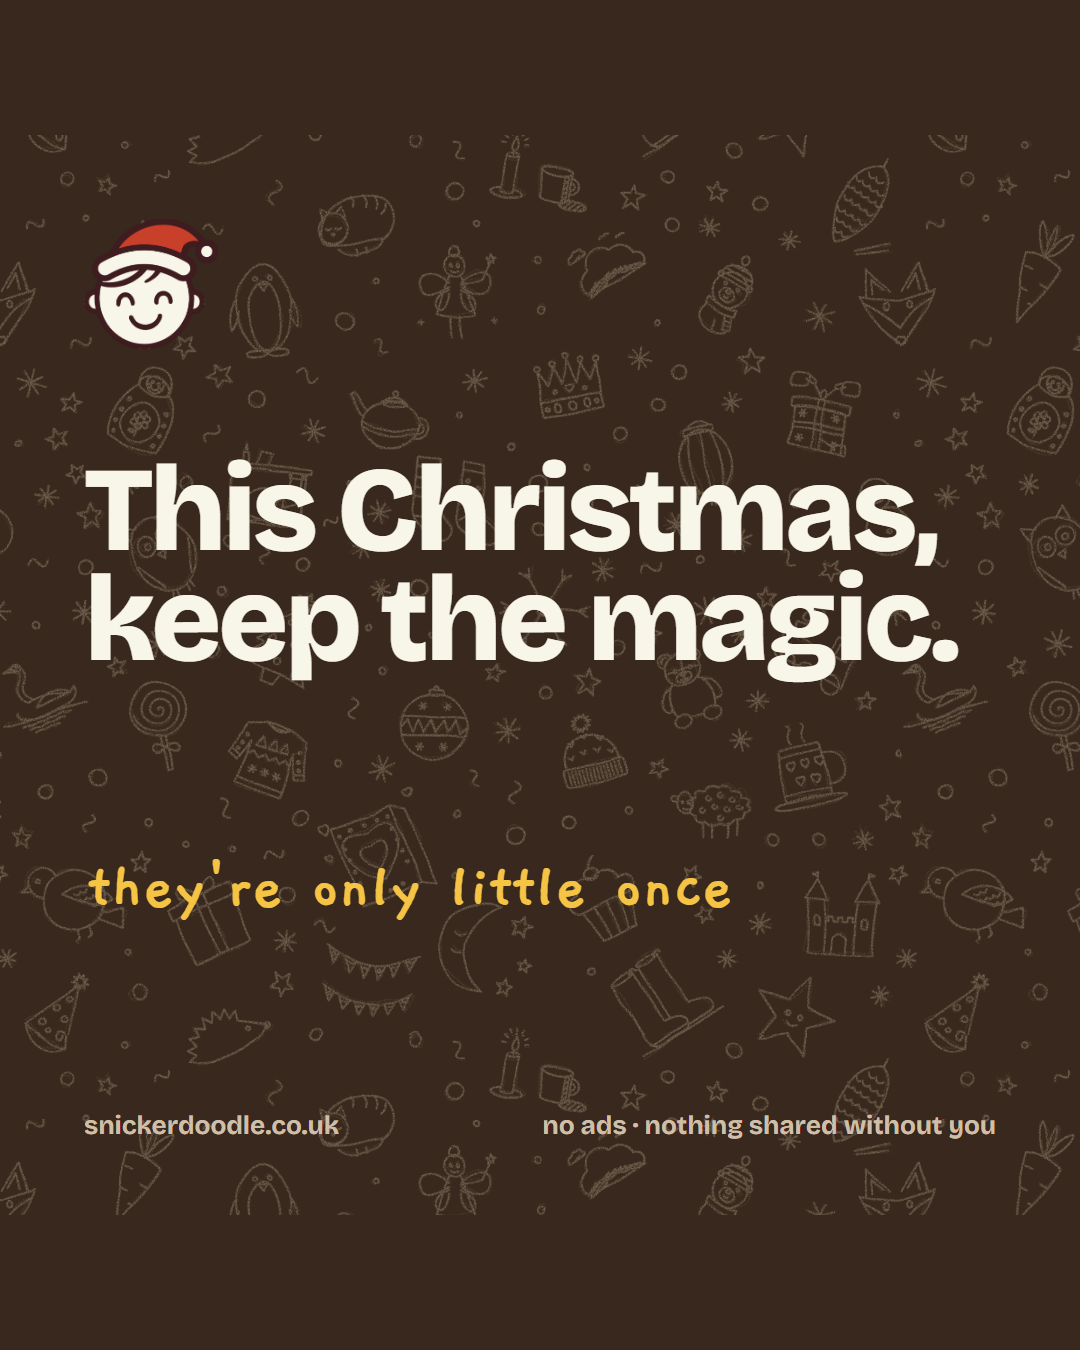 This Christmas,
keep the magic.
they're only little once
snickerdoodle.co.uk
no ads · nothing shared without you